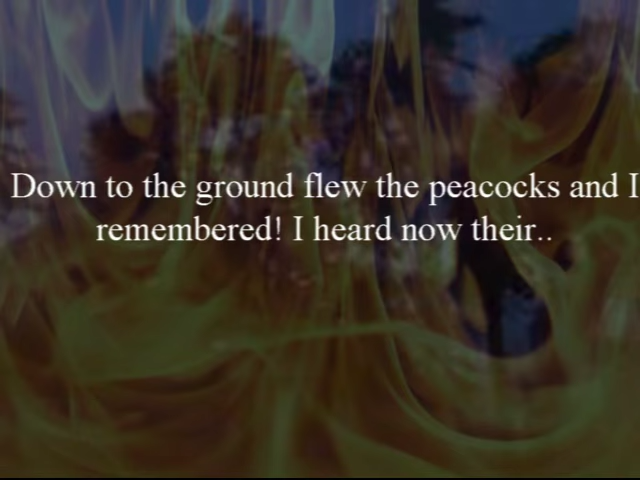 Down to the ground flew the peacocks and I
remembered! I heard now their..